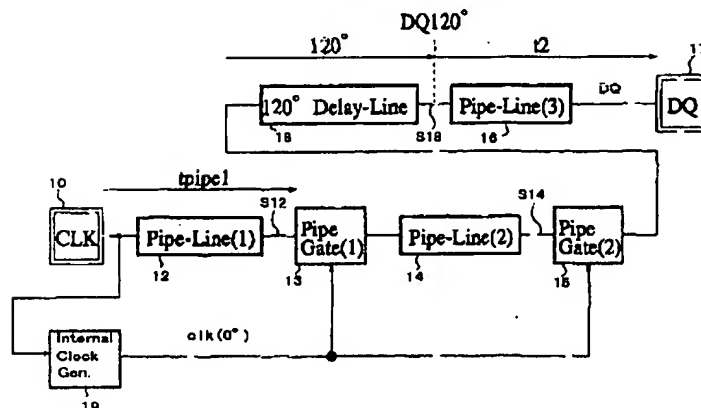 DQ120°
120°
t2
11
120° Delay-Line
Pipe-Line(3)
DQ
DQ
18
S18
16
10
tpipe1
S12
S14
CLK
Pipe-Line(1)
Pipe
Gate(1)
Pipe-Line(2)
Pipe
Gate(2)
12
13
14
15
clk(0°)
Internal
Clock
Gen.
19